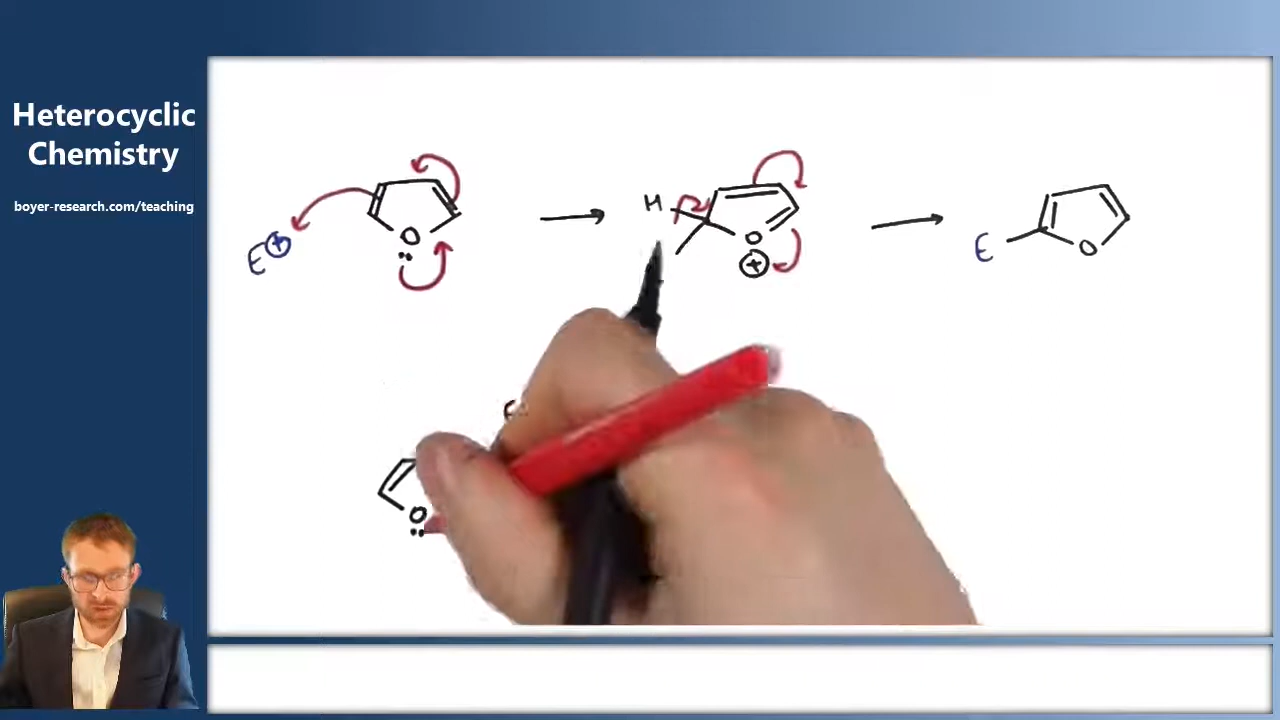 Heterocyclic
Chemistry
boyer-research.com/teaching
E+
O
H
O
+
E
O
O